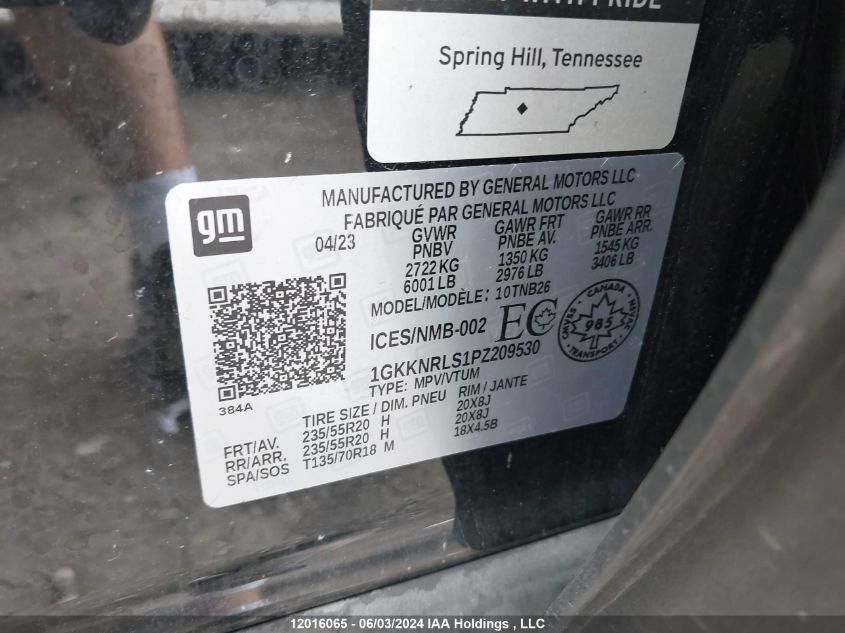 PRIDE
Spring Hill, Tennessee
gm
MANUFACTURED BY GENERAL MOTORS LLC
FABRIQUÉ PAR GENERAL MOTORS LLC
04/23 GVWR GAWR FRT GAWR RR
PNBV PNBE AV. PNBE ARR.
2722 KG 1350 KG 1545 KG
6001 LB 2976 LB 3406 LB
MODEL/MODÈLE: 10TNB26
ICES/NMB-002 EC
CANADA
985
TRANSPORT
1GKKNRLS1PZ209530
TYPE: MPV/VTUM
384A
TIRE SIZE / DIM. PNEU RIM / JANTE
FRT/AV. 235/55R20 H 20X8J
RR/ARR. 235/55R20 H 20X8J
SPA/SOS T135/70R18 M 18X4.5B
12016065 - 06/03/2024 IAA Holdings , LLC